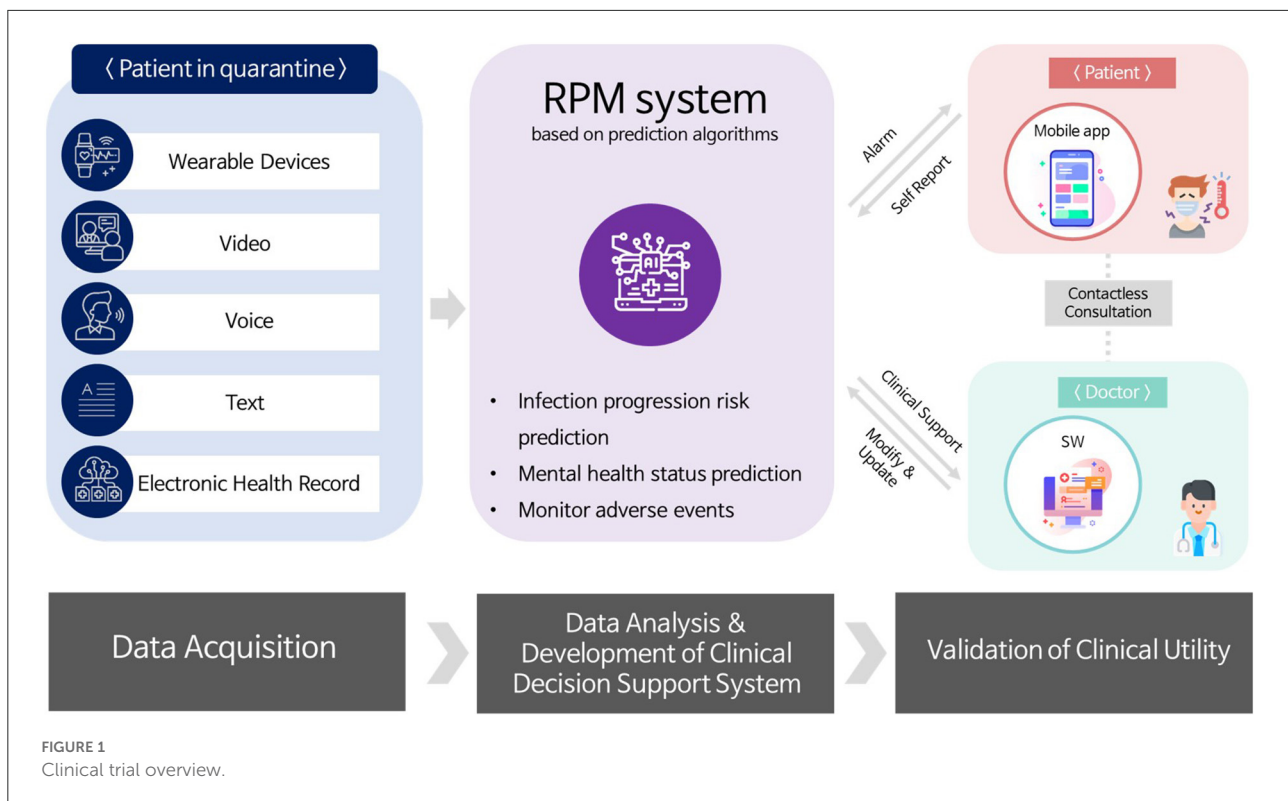 〈Patient in quarantine〉
Wearable Devices
Video
Voice
A
Text
Electronic Health Record
RPM system
based on prediction algorithms
AI
• Infection progression risk
prediction
• Mental health status prediction
• Monitor adverse events
Alarm
Self Report
Clinical Support
Modify &
Update
〈Patient〉
Mobile app
Contactless
Consultation
〈Doctor〉
SW
Data Acquisition
Data Analysis &
Development of Clinical
Decision Support System
Validation of Clinical Utility
FIGURE 1
Clinical trial overview.